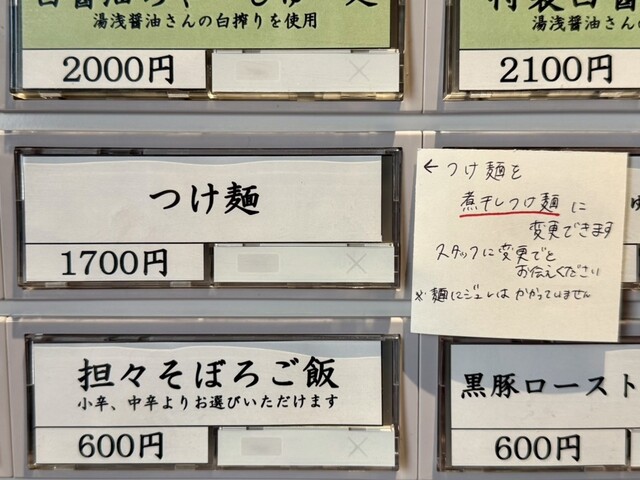 湯浅醤油さんの白搾りを使用
2000円
湯浅醤油さん
2100円
つけ麺
1700円
←つけ麺を
煮干しつけ麺に
変更できます
スタッフに変更でと
お伝えください
※麺にジュレはかかっていません
担々そぼろご飯
小辛、中辛よりお選びいただけます
600円
黒豚ロースト
600円